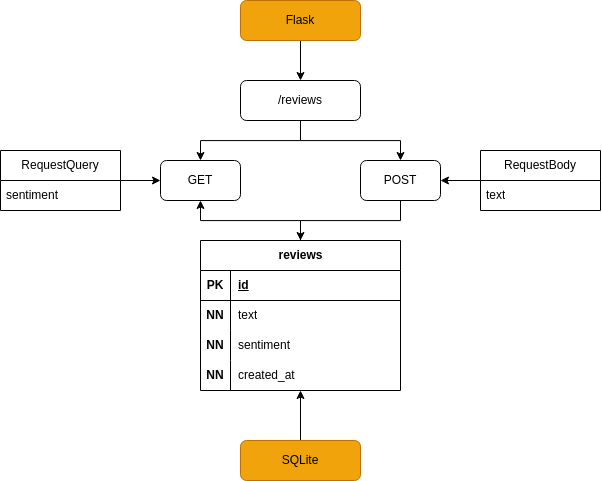 Flask
/reviews
RequestQuery
sentiment
GET
POST
RequestBody
text
reviews
PK id
NN text
NN sentiment
NN created_at
SQLite